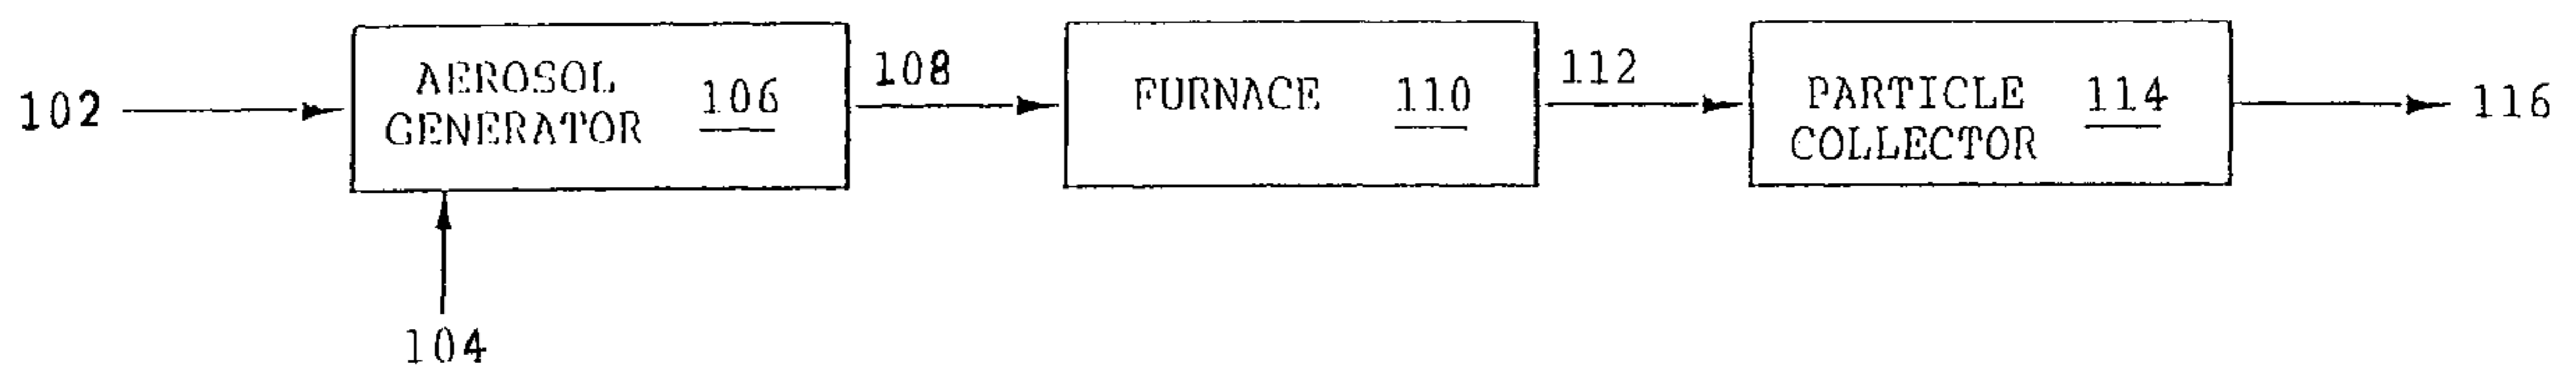 102
AEROSOL
GENERATOR
106
108
FURNACE 110
112
PARTICLE
COLLECTOR
114
116
104